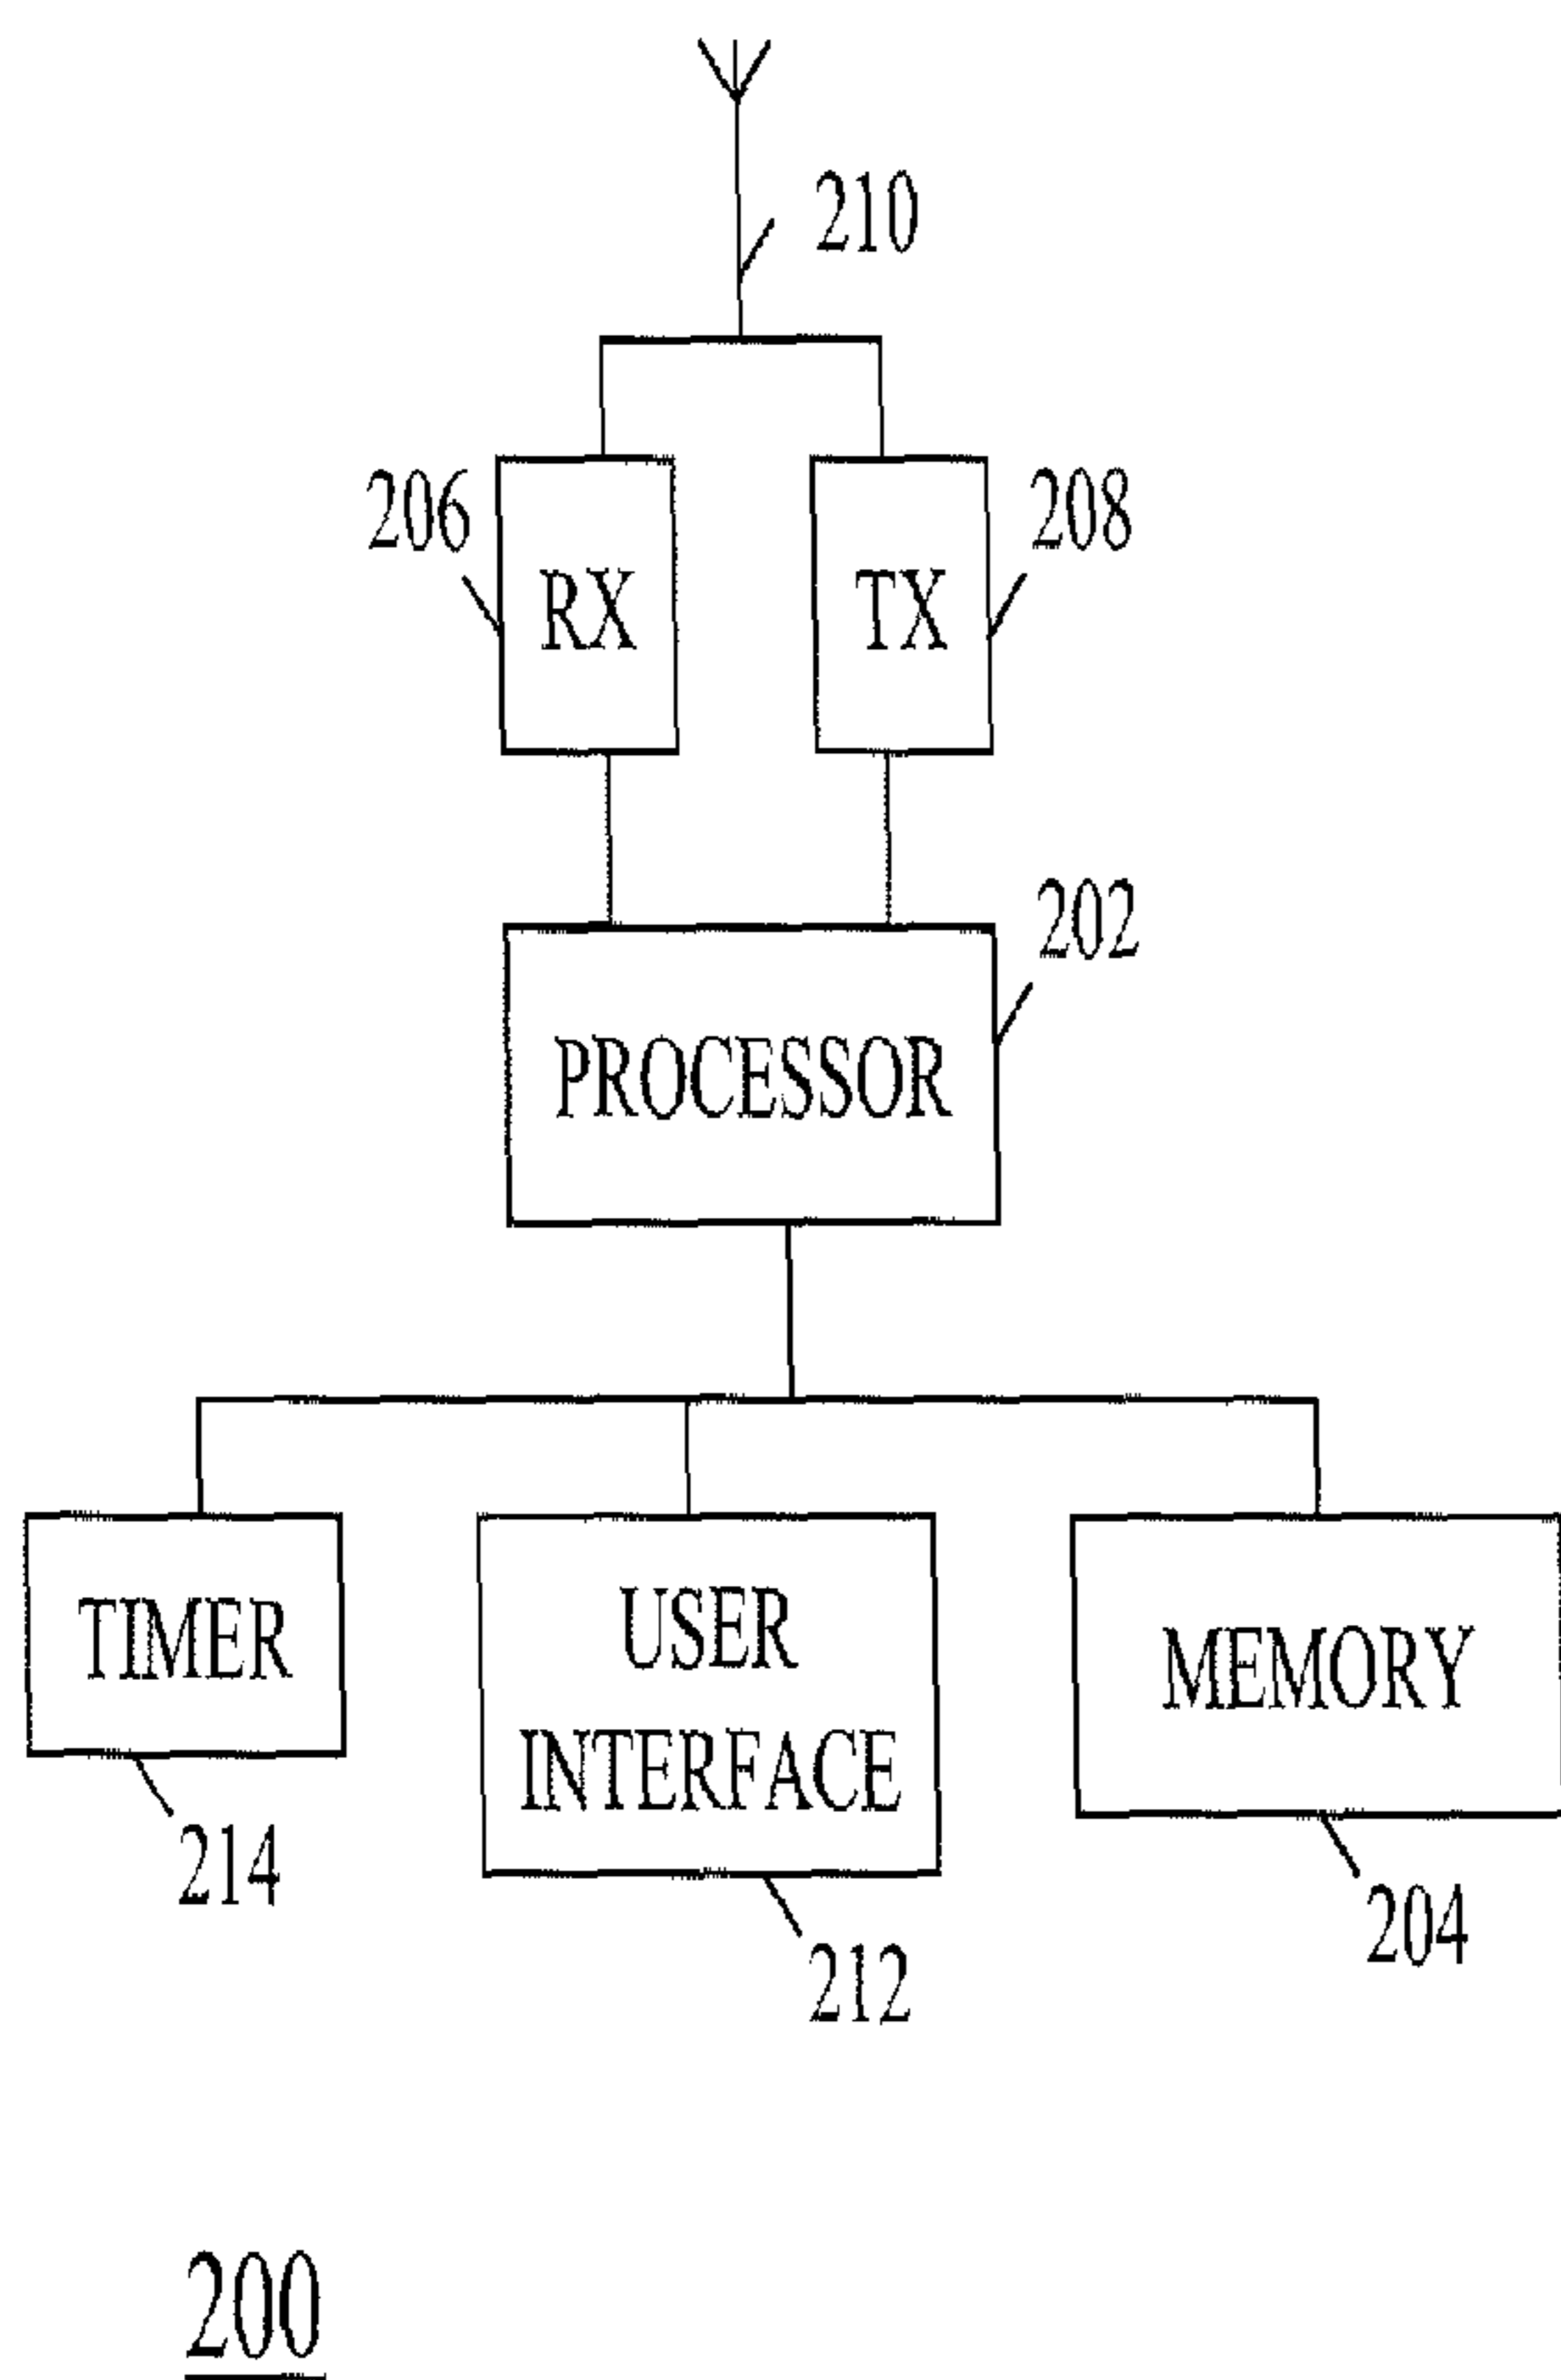 210
206
208
RX
TX
202
PROCESSOR
TIMER
USER
INTERFACE
MEMORY
214
204
212
200